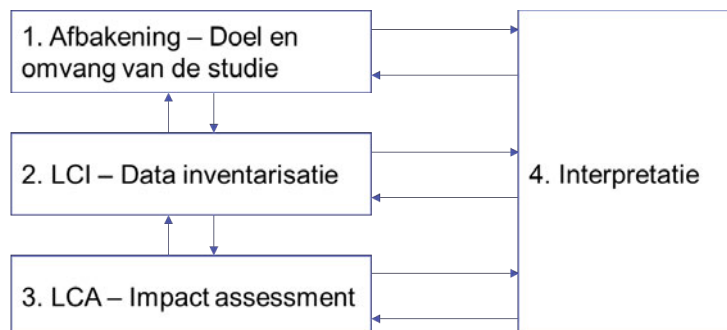 1. Afbakening – Doel en
omvang van de studie
2. LCI – Data inventarisatie
4. Interpretatie
3. LCA – Impact assessment